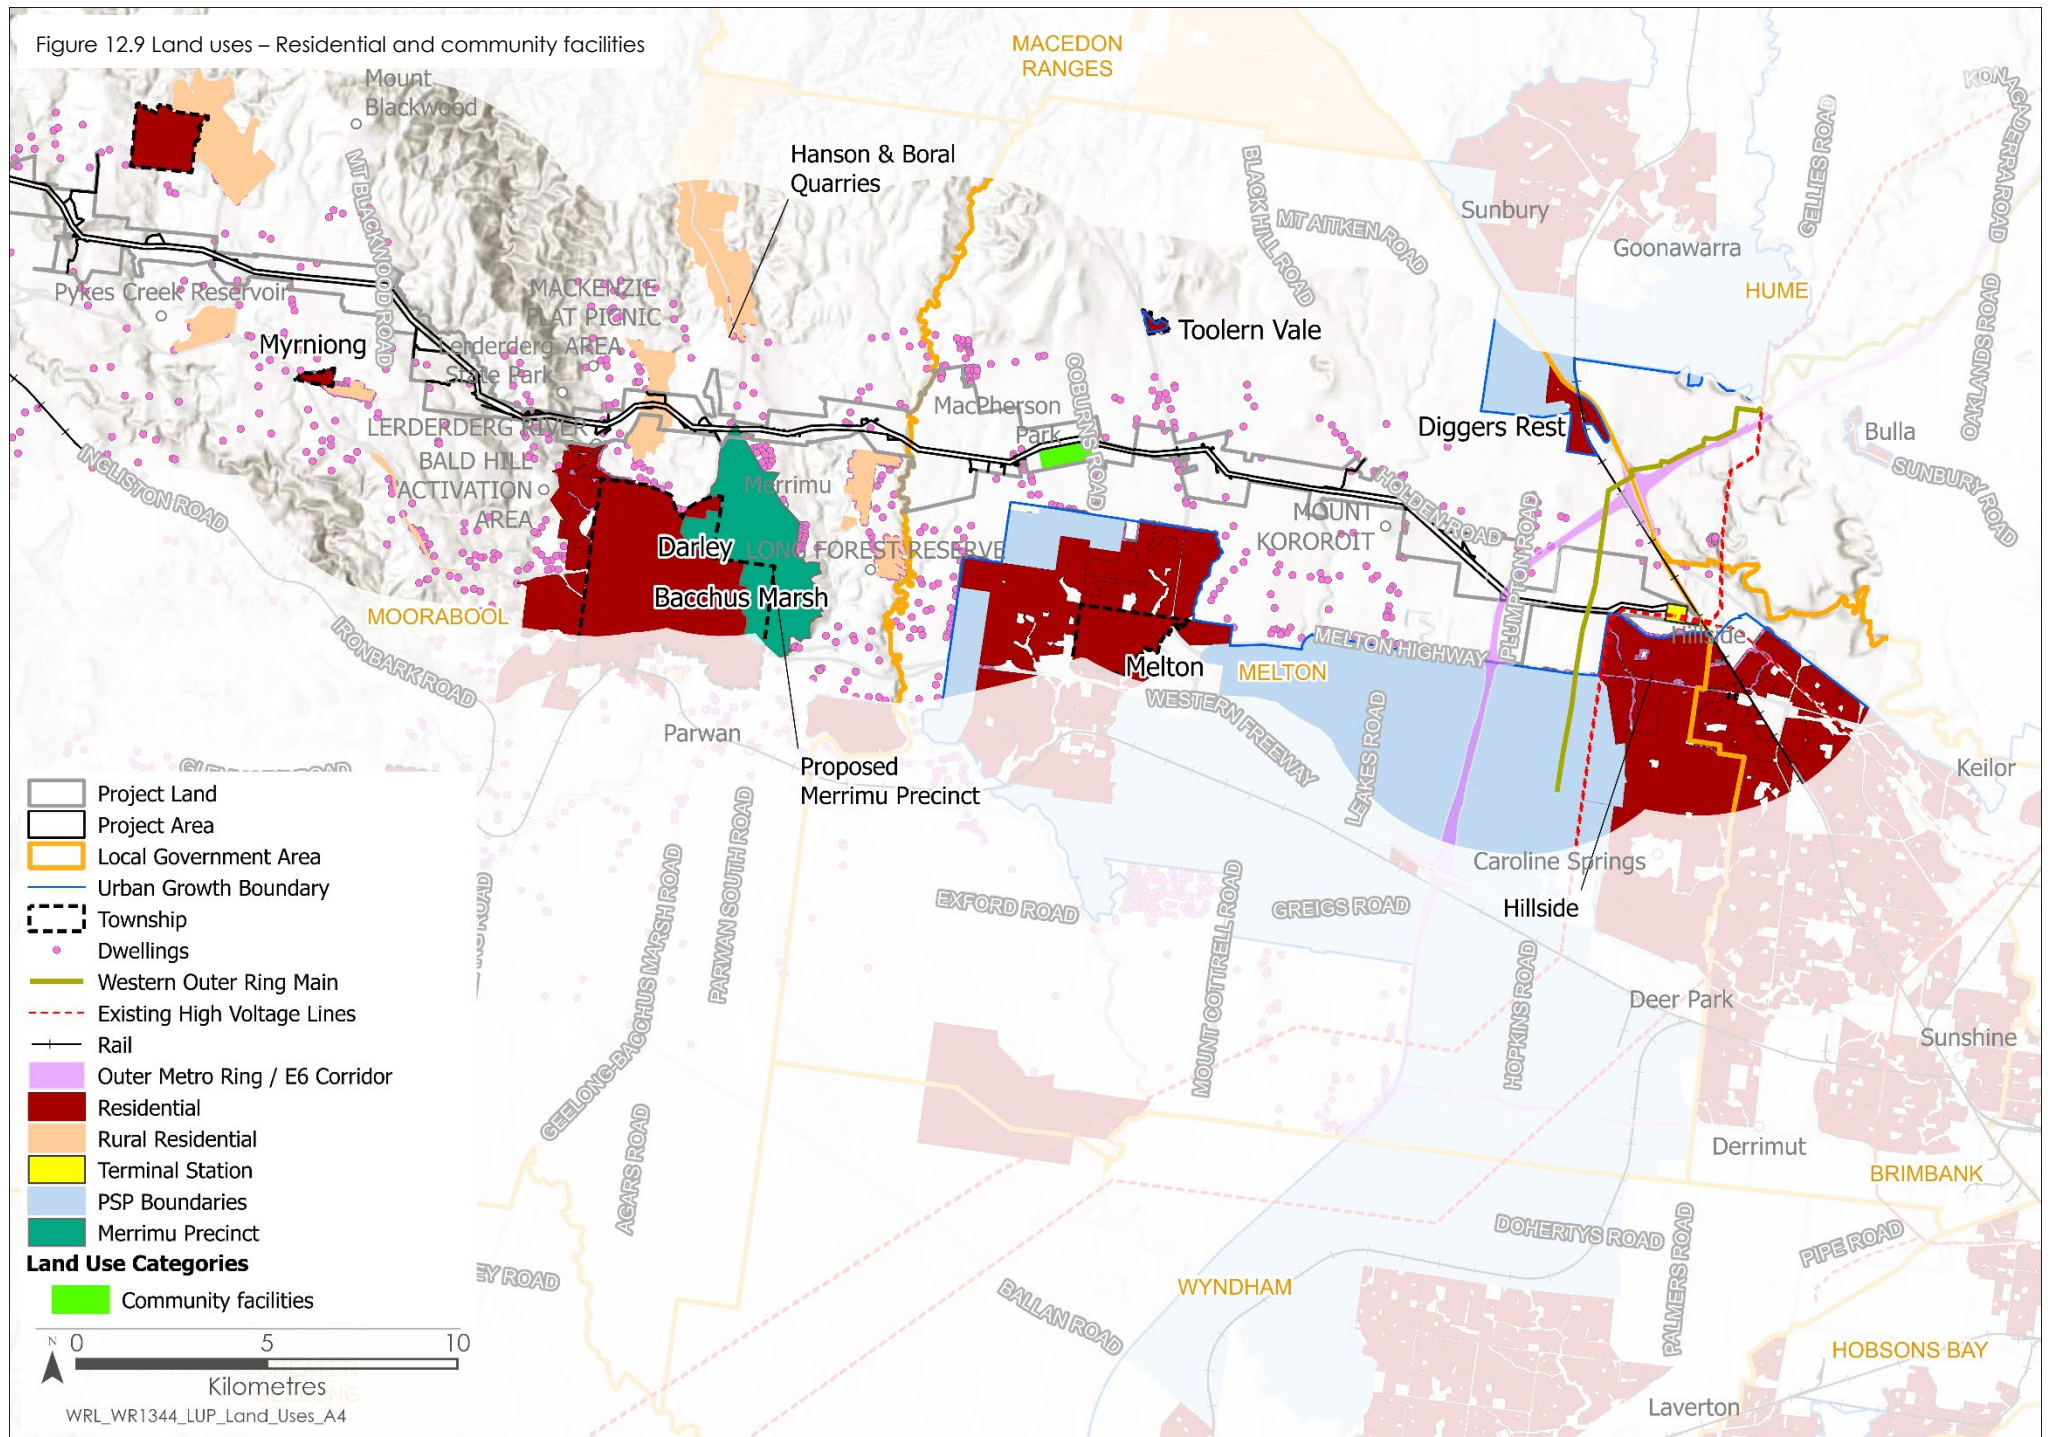 Figure 12.9 Land uses – Residential and community facilities
MACEDON
RANGES
Mount
Blackwood
KONAGADERRA ROAD
GELLIES ROAD
Hanson & Boral
Quarries
BLACK HILL ROAD
MT AITKEN ROAD
Sunbury
Goonawarra
MT BLACKWOOD ROAD
HUME
Pykes Creek Reservoir
MACKENZIE
FLAT PICNIC
AREA
Lerderderg
State Park
Myrniong
Toolern Vale
OAKLANDS ROAD
MacPherson
Park
COBURNS ROAD
Diggers Rest
Bulla
SUNBURY ROAD
LERDERDERG RIVER
BALD HILL
ACTIVATION
AREA
Merrimu
INGLISTON ROAD
HOLDEN ROAD
MOUNT
KOROROIT
PLUMPTON ROAD
Darley
LONG FOREST RESERVE
Bacchus Marsh
MOORABOOL
IRONBARK ROAD
Hillside
MELTON HIGHWAY
Melton
MELTON
WESTERN FREEWAY
LEAKES ROAD
Parwan
Keilor
Proposed
Merrimu Precinct
Caroline Springs
Hillside
PARWAN SOUTH ROAD
GEELONG-BACCHUS MARSH ROAD
EXFORD ROAD
MOUNT COTTRELL ROAD
GREIGS ROAD
HOPKINS ROAD
Deer Park
Sunshine
AGARS ROAD
Derrimut
BRIMBANK
DOHERTYS ROAD
PALMERS ROAD
PIPE ROAD
WYNDHAM
BALLAN ROAD
HOBSONS BAY
Laverton
Project Land
Project Area
Local Government Area
Urban Growth Boundary
Township
Dwellings
Western Outer Ring Main
Existing High Voltage Lines
Rail
Outer Metro Ring / E6 Corridor
Residential
Rural Residential
Terminal Station
PSP Boundaries
Merrimu Precinct
Land Use Categories
Community facilities
N 0 5 10
Kilometres
WRL_WR1344_LUP_Land_Uses_A4